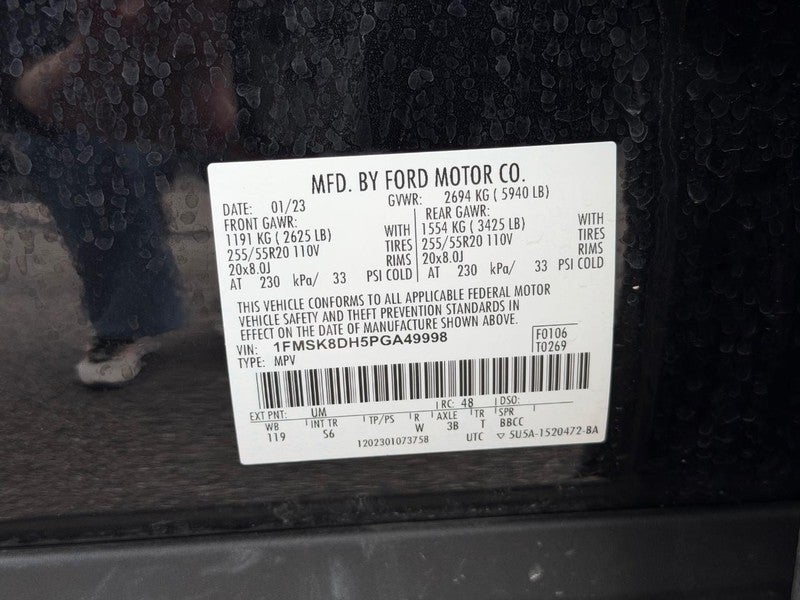 MFD. BY FORD MOTOR CO.
DATE: 01/23 GVWR: 2694 KG ( 5940 LB)
FRONT GAWR: REAR GAWR:
1191 KG ( 2625 LB) WITH 1554 KG ( 3425 LB) WITH
255/55R20 110V TIRES 255/55R20 110V TIRES
20x8.0J RIMS 20x8.0J RIMS
AT 230 kPa/ 33 PSI COLD AT 230 kPa/ 33 PSI COLD
THIS VEHICLE CONFORMS TO ALL APPLICABLE FEDERAL MOTOR
VEHICLE SAFETY AND THEFT PREVENTION STANDARDS IN
EFFECT ON THE DATE OF MANUFACTURE SHOWN ABOVE.
VIN: 1FMSK8DH5PGA49998 F0106
TYPE: MPV T0269
EXT PNT: UM RC: 48 DSO:
WB INT TR TP/PS R AXLE TR SPR
119 S6 W 3B T BBCC
1202301073758 UTC ▽ 5U5A-1520472-BA